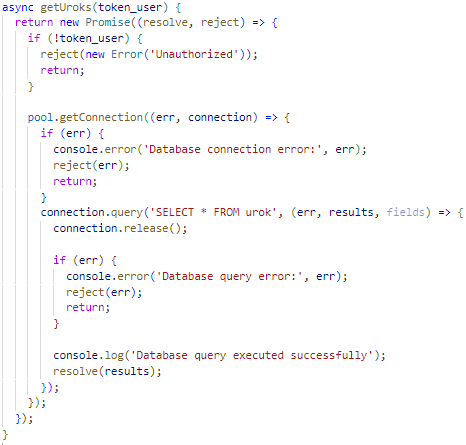 async getUroks(token_user) {
  return new Promise((resolve, reject) => {
    if (!token_user) {
      reject(new Error('Unauthorized'));
      return;
    }

    pool.getConnection((err, connection) => {
      if (err) {
        console.error('Database connection error:', err);
        reject(err);
        return;
      }
      connection.query('SELECT * FROM urok', (err, results, fields) => {
        connection.release();

        if (err) {
          console.error('Database query error:', err);
          reject(err);
          return;
        }

        console.log('Database query executed successfully');
        resolve(results);
      });
    });
  });
}